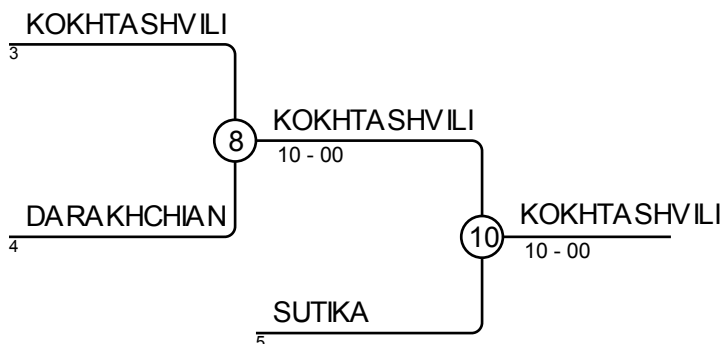 KOKHTASHVILI
3
8
KOKHTASHVILI
10 - 00
DARAKHCHIAN
4
10
KOKHTASHVILI
10 - 00
SUTIKA
5